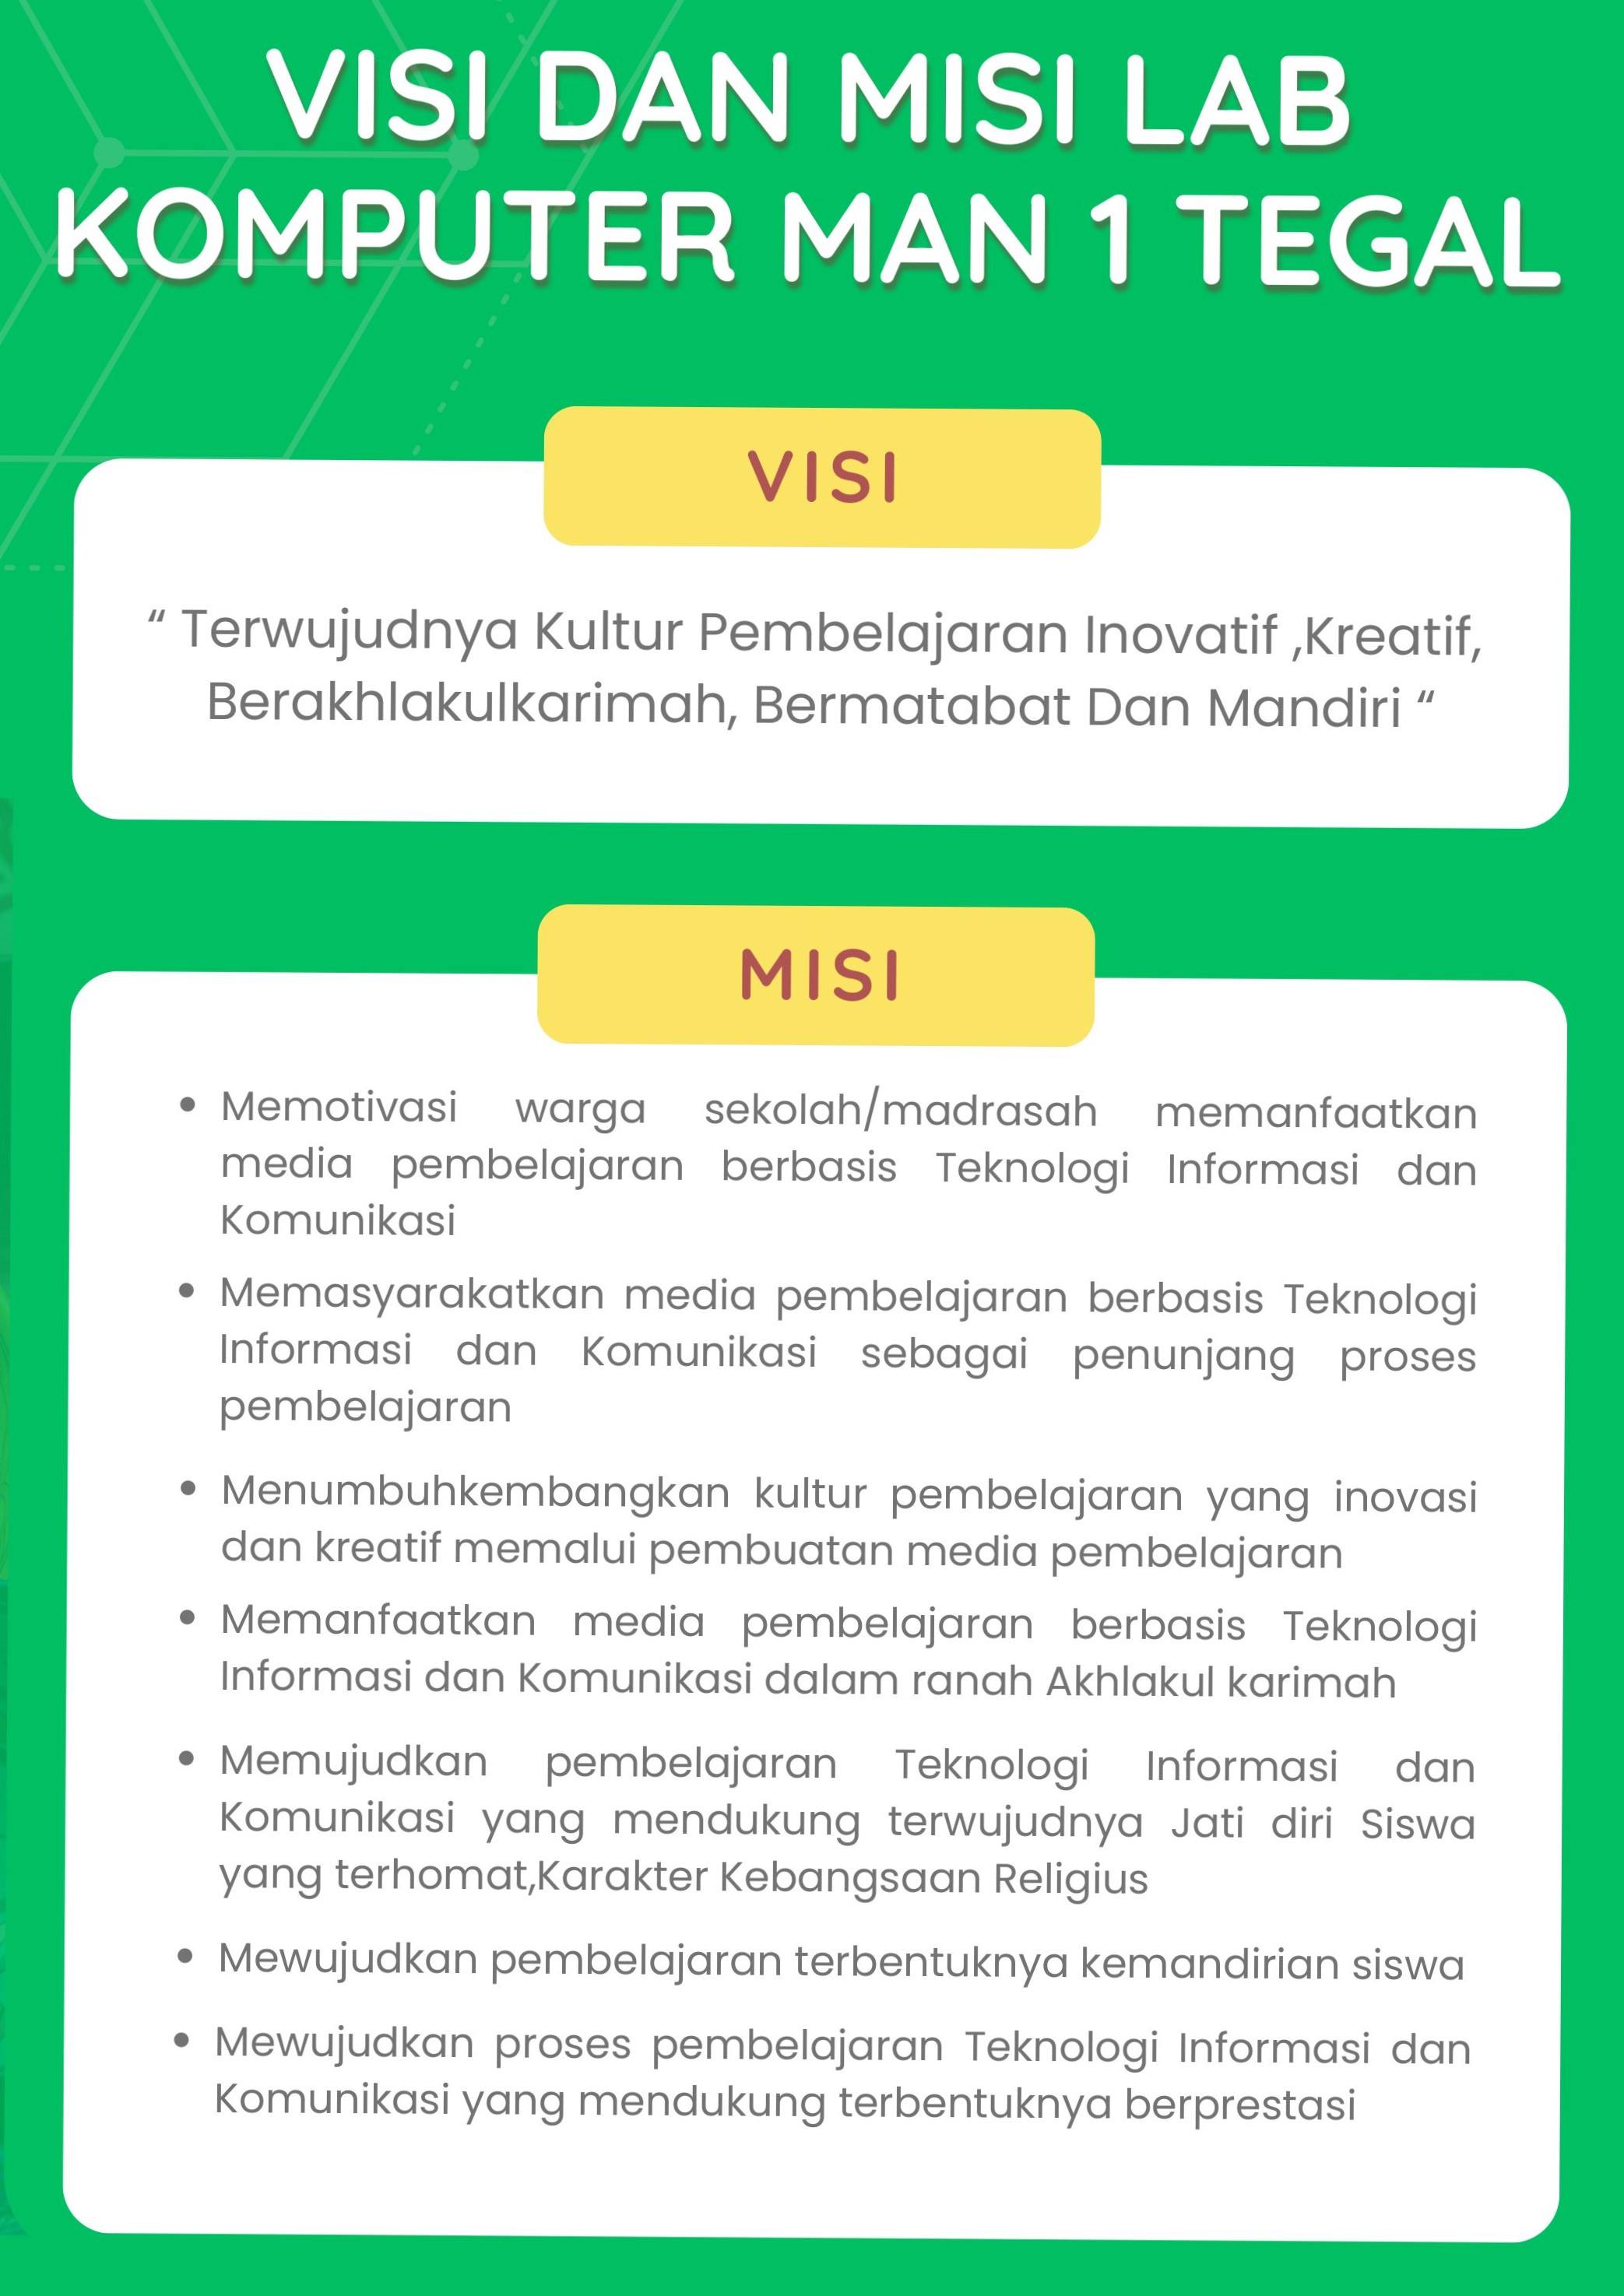 VISI DAN MISI LAB
KOMPUTER MAN 1 TEGAL
VISI
“ Terwujudnya Kultur Pembelajaran Inovatif ,Kreatif,
Berakhlakulkarimah, Bermatabat Dan Mandiri “
MISI
• Memotivasi warga sekolah/madrasah memanfaatkan
media pembelajaran berbasis Teknologi Informasi dan
Komunikasi
• Memasyarakatkan media pembelajaran berbasis Teknologi
Informasi dan Komunikasi sebagai penunjang proses
pembelajaran
• Menumbuhkembangkan kultur pembelajaran yang inovasi
dan kreatif memalui pembuatan media pembelajaran
• Memanfaatkan media pembelajaran berbasis Teknologi
Informasi dan Komunikasi dalam ranah Akhlakul karimah
• Memujudkan pembelajaran Teknologi Informasi dan
Komunikasi yang mendukung terwujudnya Jati diri Siswa
yang terhomat,Karakter Kebangsaan Religius
• Mewujudkan pembelajaran terbentuknya kemandirian siswa
• Mewujudkan proses pembelajaran Teknologi Informasi dan
Komunikasi yang mendukung terbentuknya berprestasi